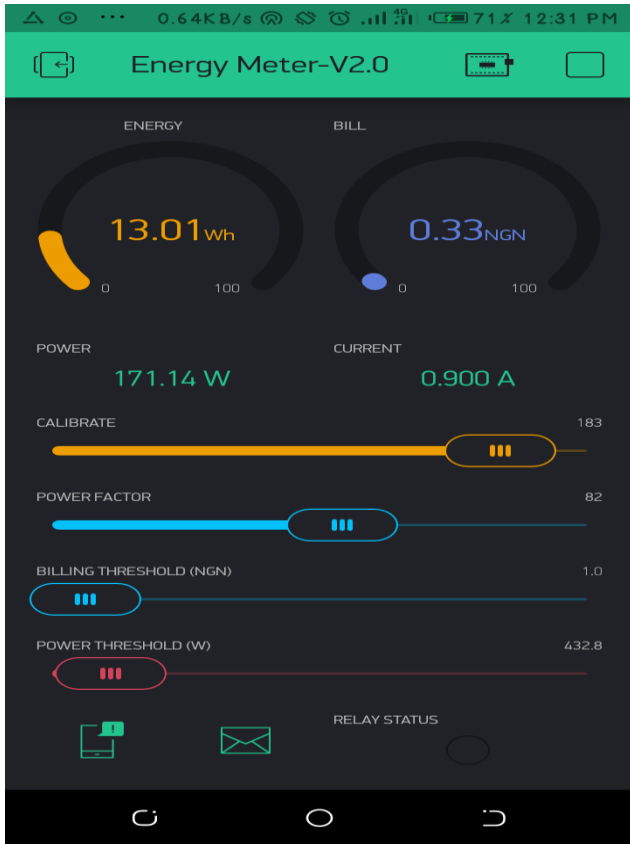 0.64KB/s 4G 71% 12:31 PM
Energy Meter-V2.0
ENERGY BILL
13.01Wh 0.33NGN
0 100 0 100
POWER CURRENT
171.14 W 0.900 A
CALIBRATE 183
POWER FACTOR 82
BILLING THRESHOLD (NGN) 1.0
POWER THRESHOLD (W) 432.8
RELAY STATUS